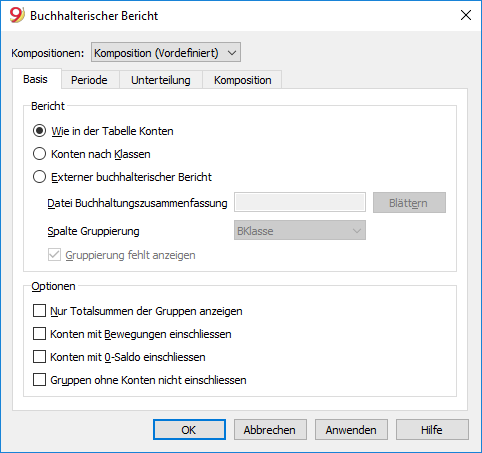 Buchhalterischer Bericht
Kompositionen: Komposition (Vordefiniert)
Basis Periode Unterteilung Komposition
Bericht
Wie in der Tabelle Konten
Konten nach Klassen
Externer buchhalterischer Bericht
Datei Buchhaltungszusammenfassung Blättern
Spalte Gruppierung BKlasse
Gruppierung fehlt anzeigen
Optionen
Nur Totalsummen der Gruppen anzeigen
Konten mit Bewegungen einschliessen
Konten mit 0-Saldo einschliessen
Gruppen ohne Konten nicht einschliessen
OK Abbrechen Anwenden Hilfe